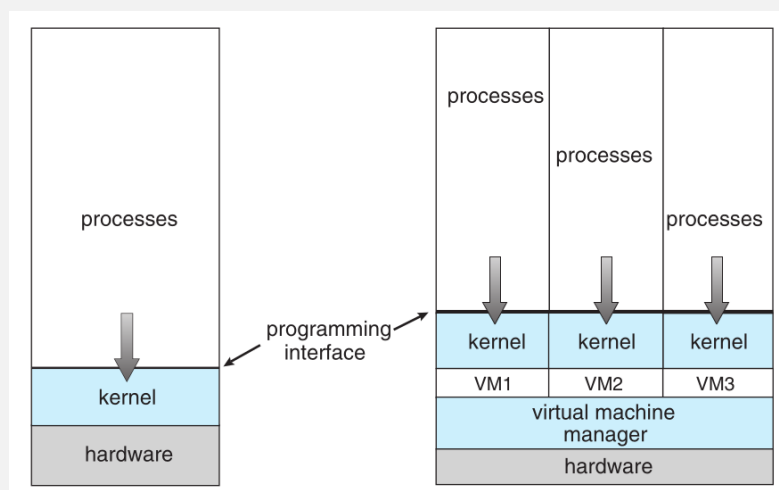 processes
kernel
hardware
programming
interface
processes
processes
processes
kernel
kernel
kernel
VM1
VM2
VM3
virtual machine
manager
hardware